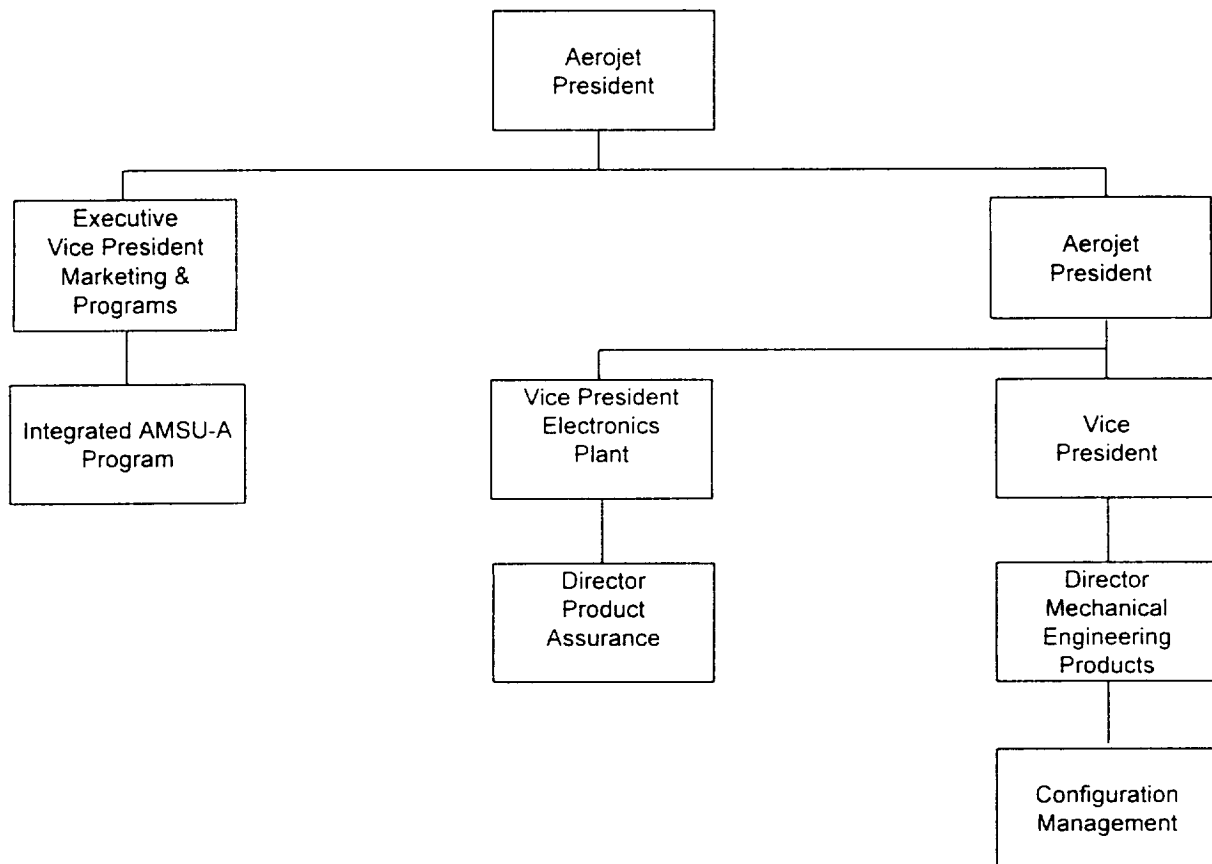 Aerojet
President
Executive
Vice President
Marketing &
Programs
Aerojet
President
Integrated AMSU-A
Program
Vice President
Electronics
Plant
Vice
President
Director
Product
Assurance
Director
Mechanical
Engineering
Products
Configuration
Management